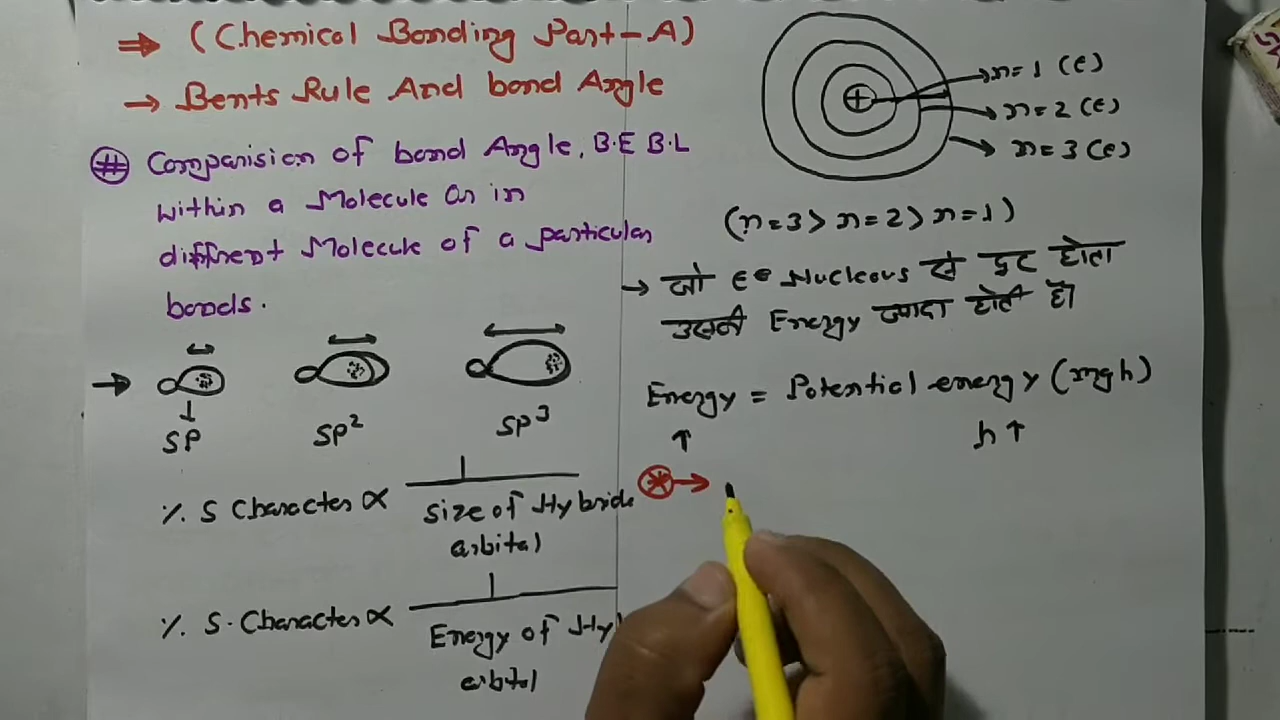 ⇒ (Chemical Bonding Part-A)
→ Bents Rule And bond Angle
# Comparision of bond Angle, B.E B.L
within a Molecule or in
diffrent Molecule of a particular
bonds.
SP
SP²
SP³
% S Character ∝ 1
Size of Hybride
orbital
% S. Character ∝ 1
Energy of Hy
orbital
+
n=1 (e)
n=2 (e)
n=3 (e)
(n=3 > n=2 > n=1)
→ जो e⊖ Nucleous से दुर होता
उसकी Energy ज्यादा होती है।
Energy = Potential energy (mgh)
↑ h ↑
* →